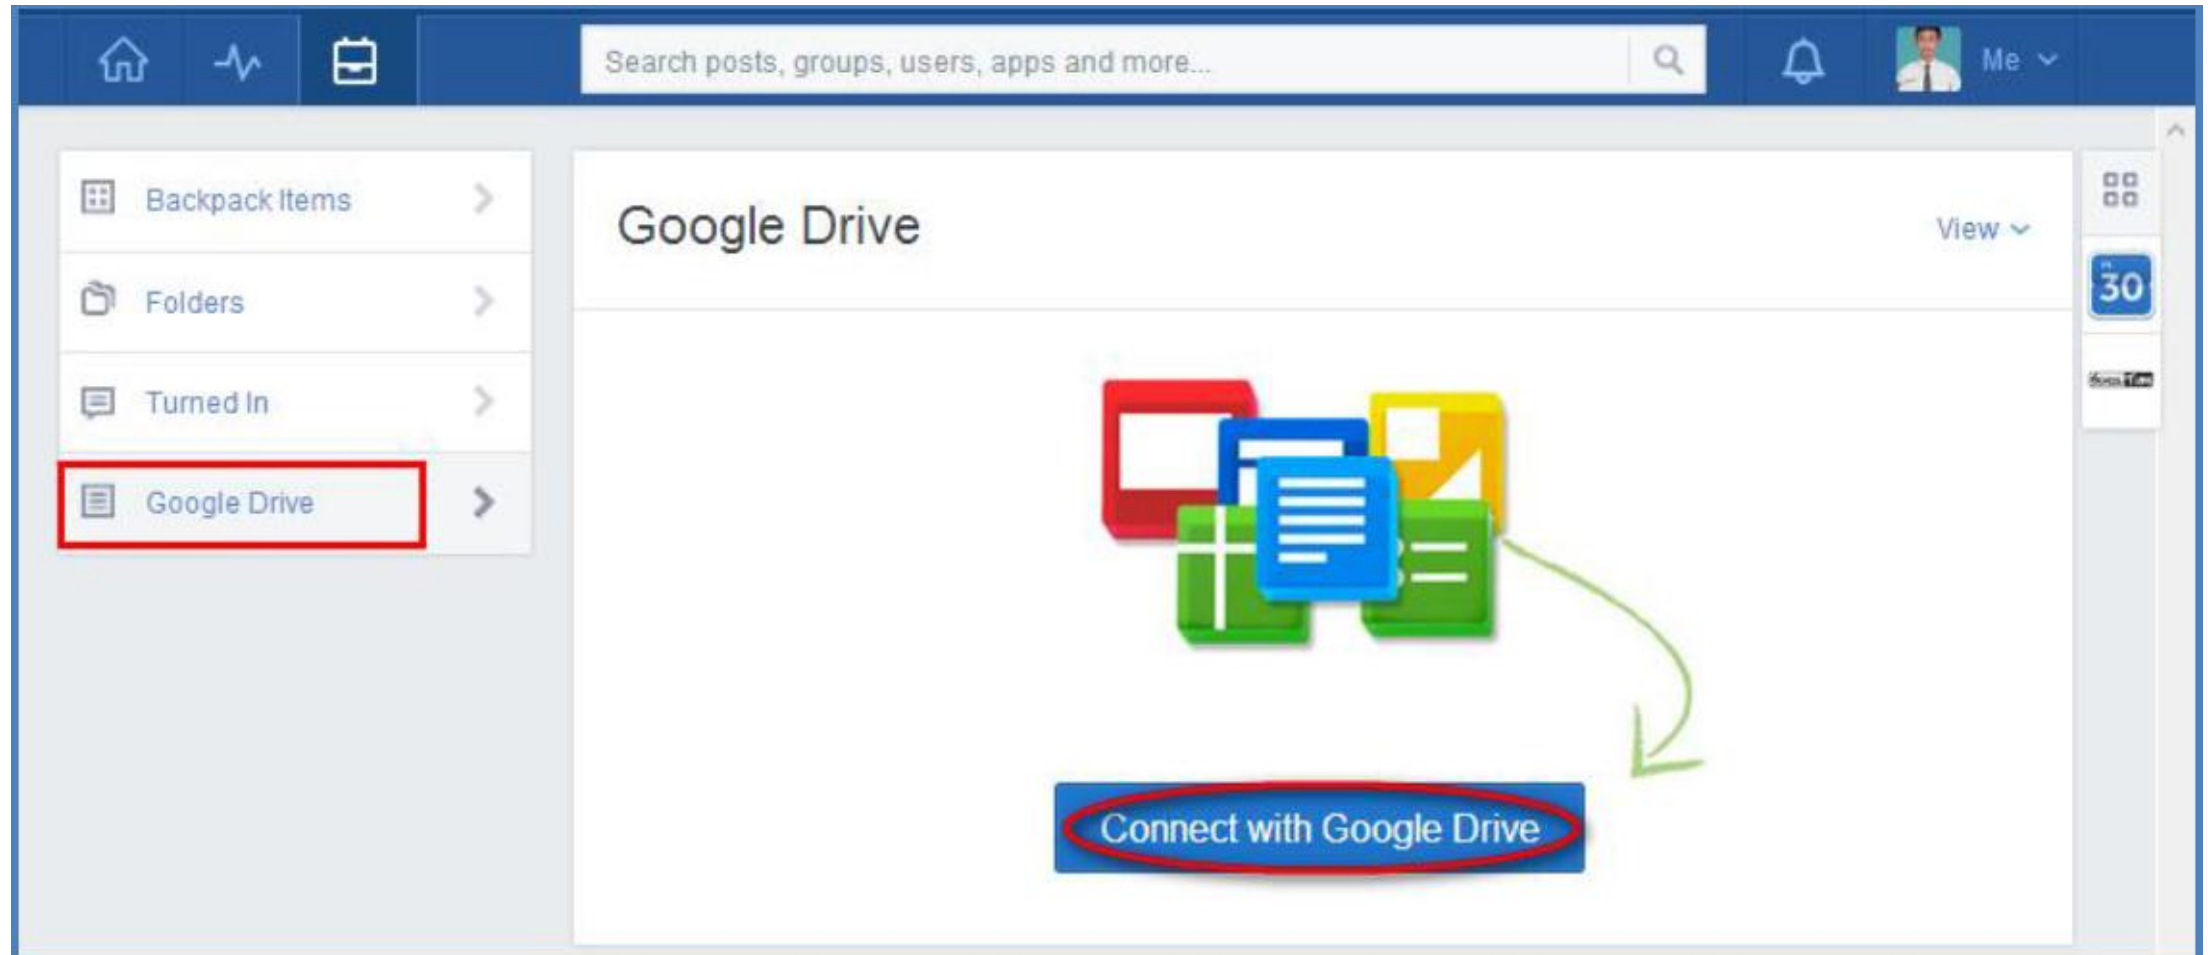 Search posts, groups, users, apps and more...
Me
Backpack Items
Folders
Turned In
Google Drive
Google Drive
View
30
Connect with Google Drive